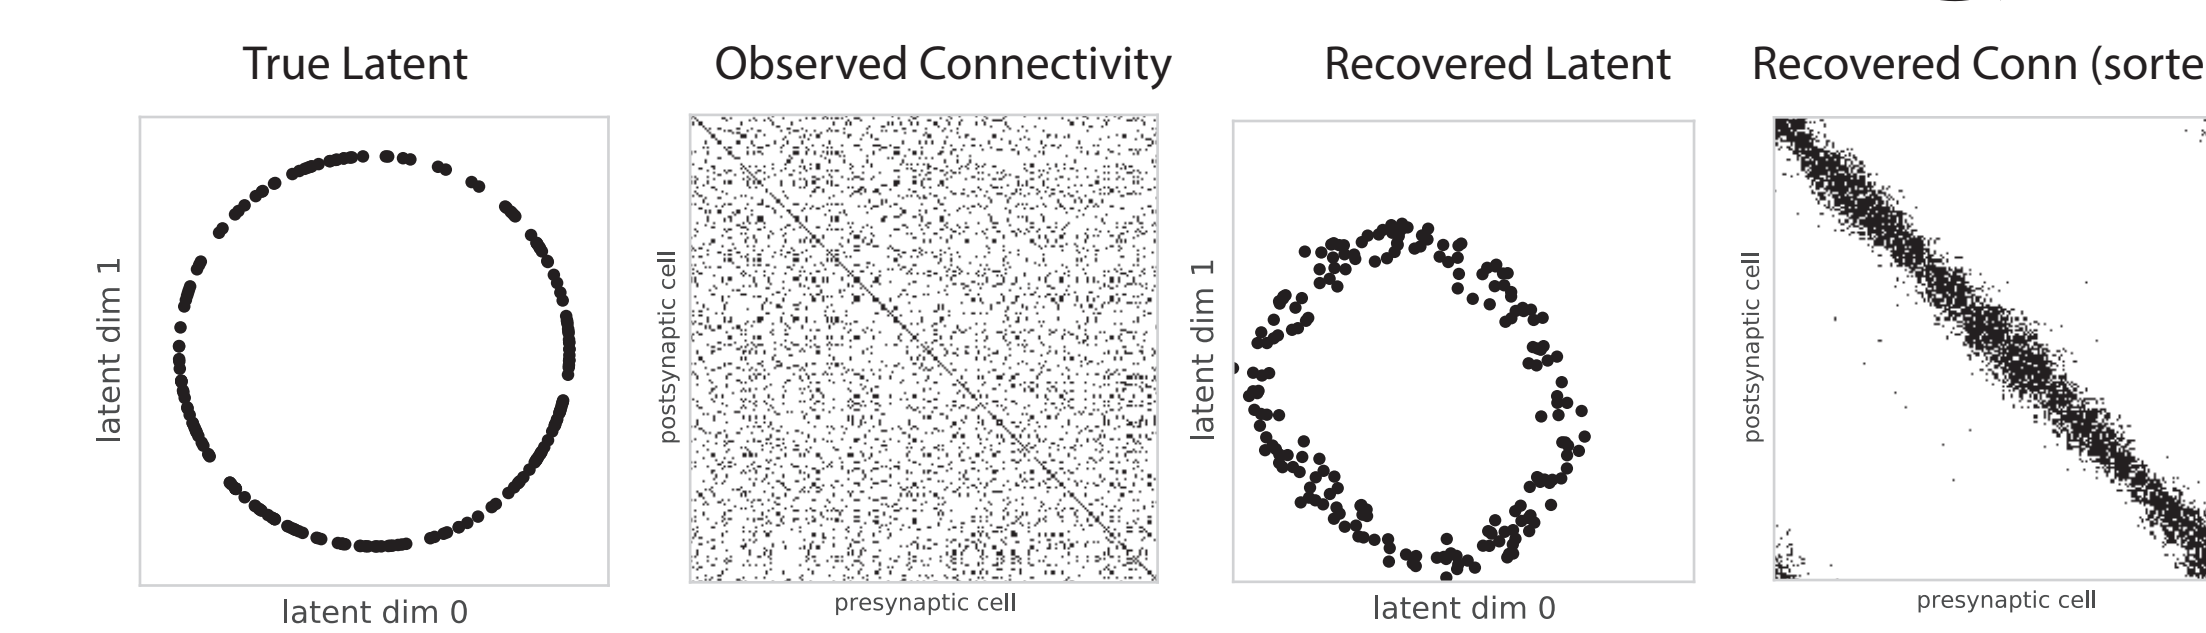 True Latent
Observed Connectivity
Recovered Latent
Recovered Conn (sorte
latent dim 1
latent dim 0
postsynaptic cell
presynaptic cell
latent dim 1
latent dim 0
postsynaptic cell
presynaptic cell